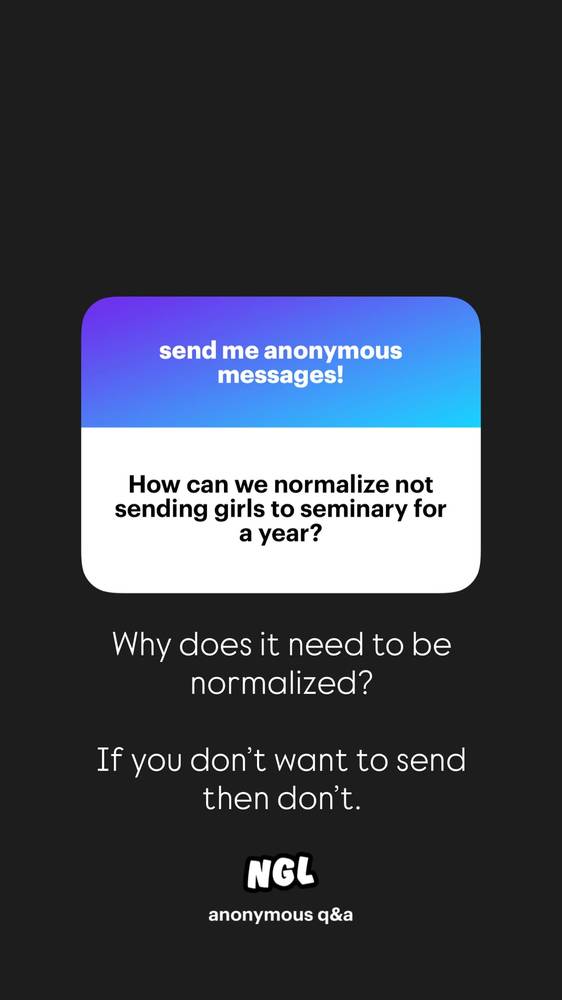 send me anonymous
messages!
How can we normalize not
sending girls to seminary for
a year?
Why does it need to be
normalized?
If you don’t want to send
then don’t.
NGL
anonymous q&a